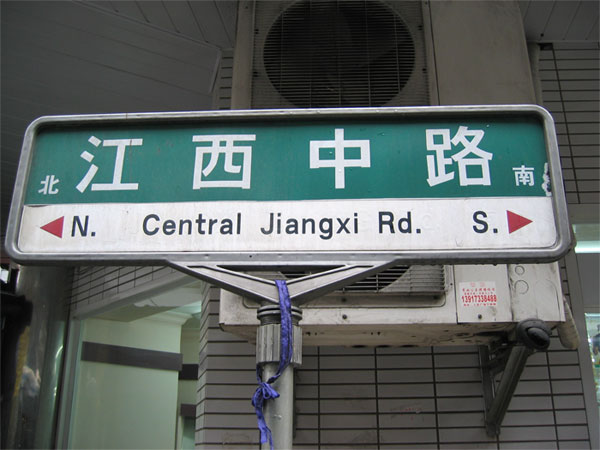 北 江西中路 南
N. Central Jiangxi Rd. S.
13917338488